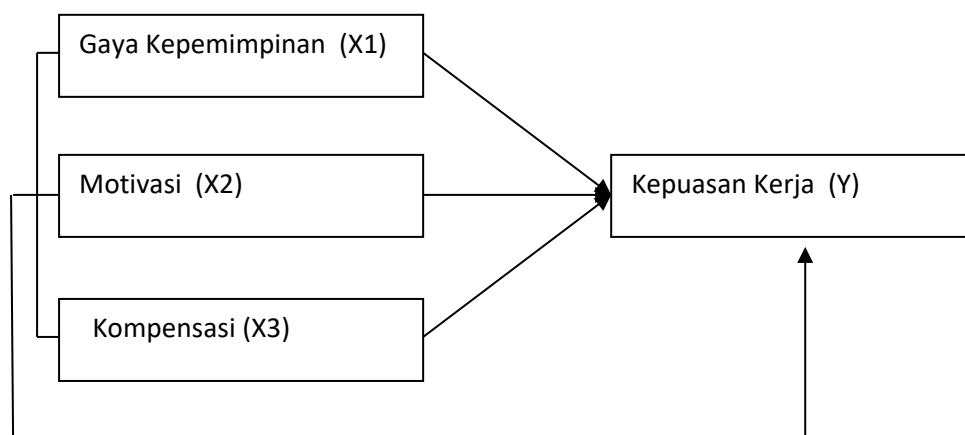 Gaya Kepemimpinan (X1)
Motivasi (X2)
Kepuasan Kerja (Y)
Kompensasi (X3)